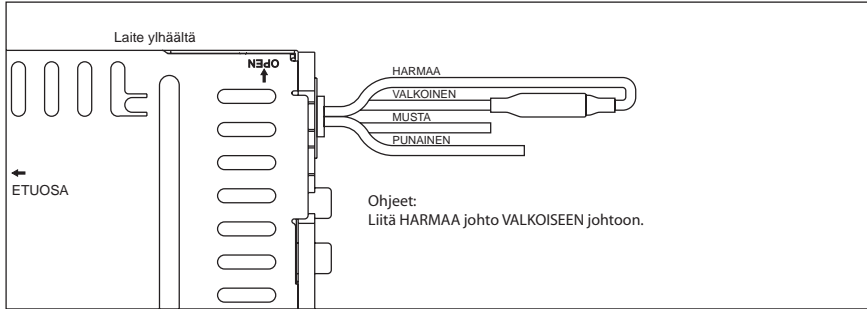 Laite ylhäältä
OPEN
HARMAA
VALKOINEN
MUSTA
PUNAINEN
ETUOSA
Ohjeet:
Liitä HARMAA johto VALKOISEEN johtoon.